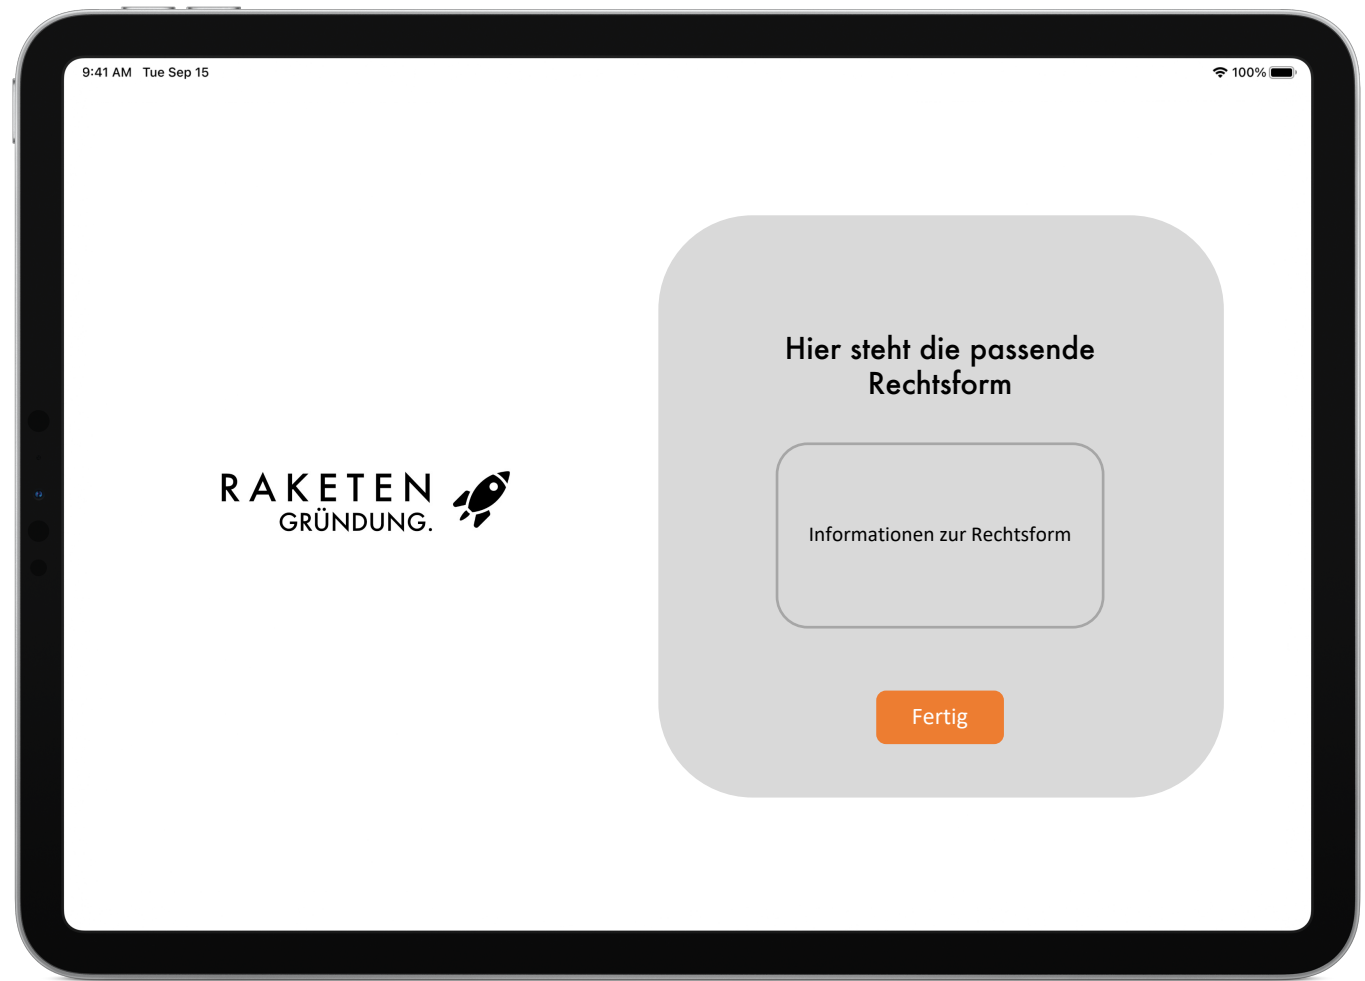 9:41 AM Tue Sep 15
100%
RAKETEN
GRÜNDUNG.
Hier steht die passende
Rechtsform
Informationen zur Rechtsform
Fertig